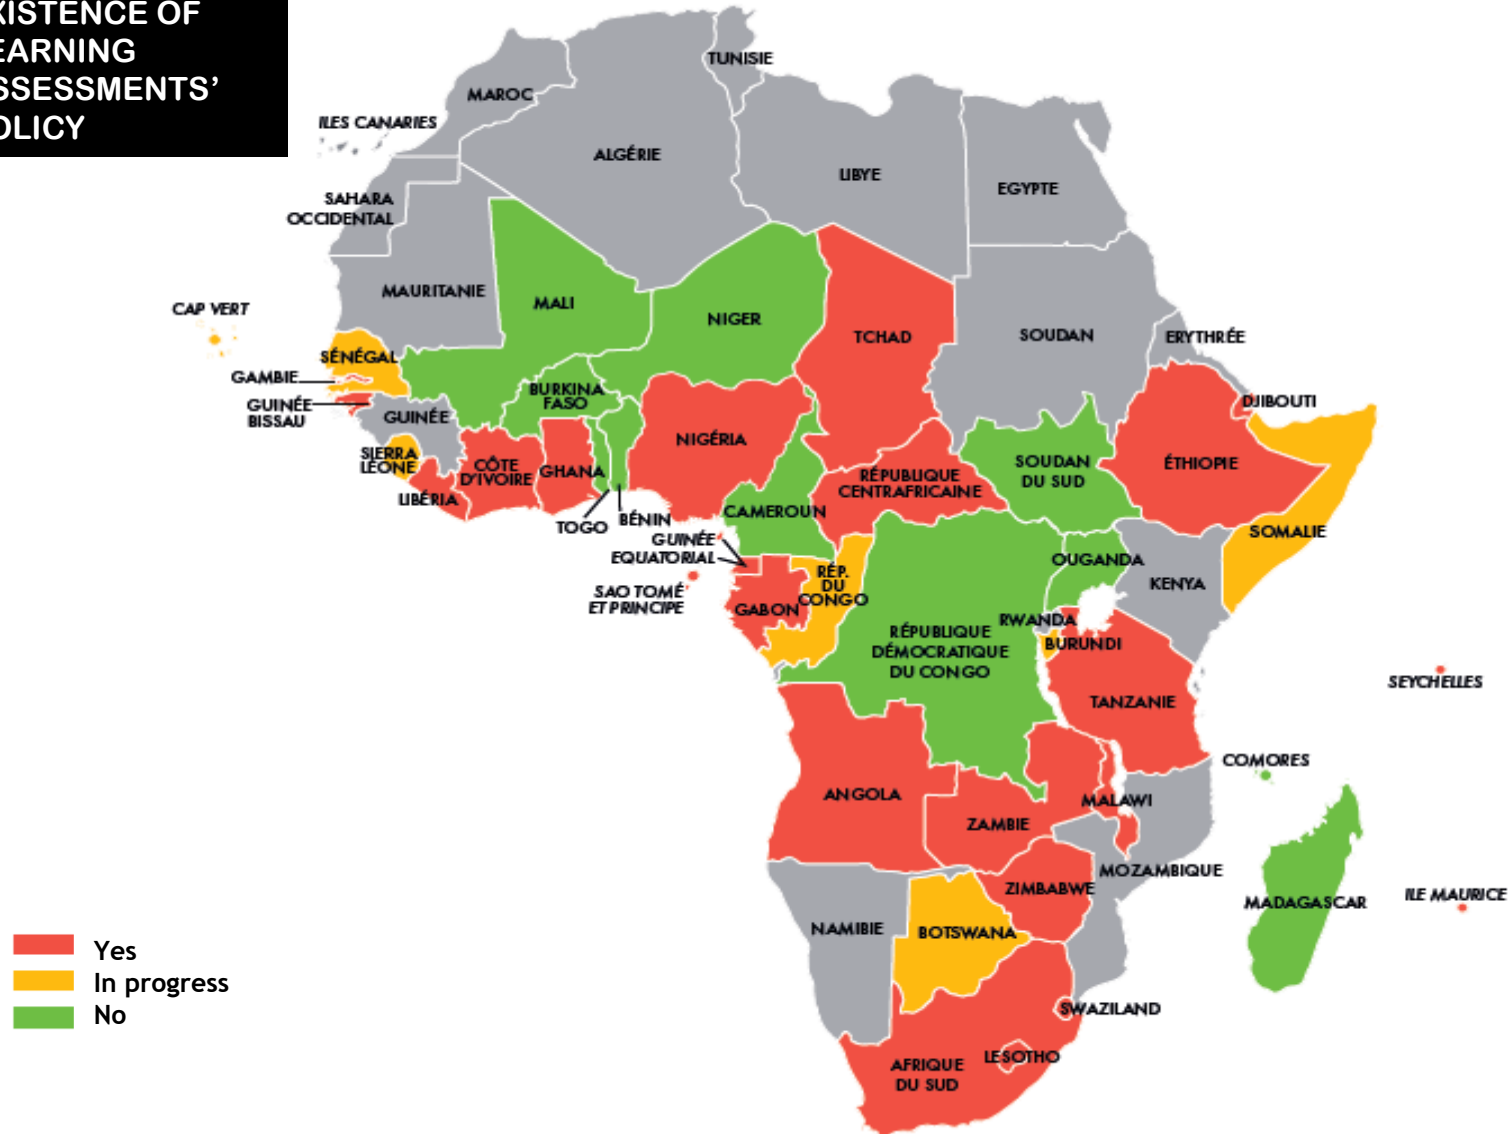 XISTENCE OF
EARNING
SSESSMENTS’
OLICY
TUNISIE
MAROC
ILES CANARIES
ALGÉRIE
LIBYE
EGYPTE
SAHARA
OCCIDENTAL
MAURITANIE
MALI
NIGER
TCHAD
SOUDAN
ERYTHRÉE
CAP VERT
SÉNÉGAL
GAMBIE
GUINÉE
BISSAU
GUINÉE
BURKINA
FASO
DJIBOUTI
SIERRA
LÉONE
CÔTE
D'IVOIRE
GHANA
NIGÉRIA
RÉPUBLIQUE
CENTRAFRICAINE
SOUDAN
DU SUD
ÉTHIOPIE
LIBÉRIA
TOGO
BÉNIN
CAMEROUN
SOMALIE
GUINÉE
EQUATORIAL
OUGANDA
KENYA
SAO TOMÉ
ET PRINCIPE
GABON
RÉP.
DU
CONGO
RWANDA
BURUNDI
RÉPUBLIQUE
DÉMOCRATIQUE
DU CONGO
TANZANIE
SEYCHELLES
COMORES
ANGOLA
MALAWI
ZAMBIE
MOZAMBIQUE
ZIMBABWE
MADAGASCAR
ILE MAURICE
NAMIBIE
BOTSWANA
SWAZILAND
LESOTHO
AFRIQUE
DU SUD
Yes
In progress
No